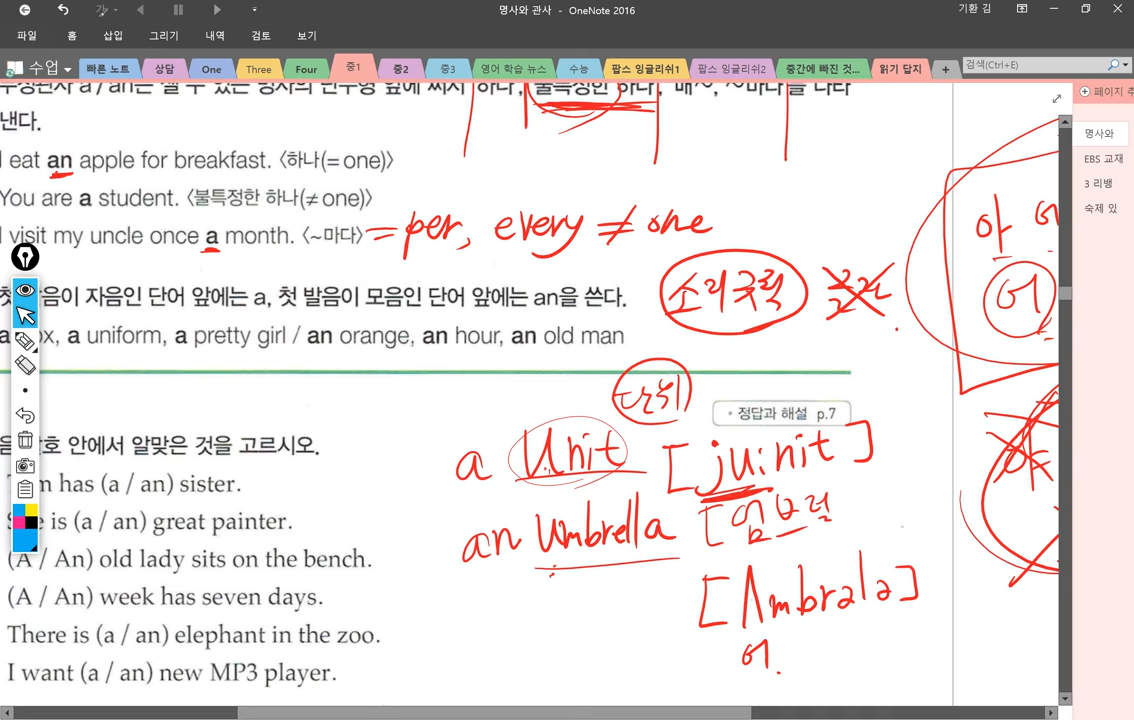 명사와 관사 - OneNote 2016
기환 김
파일 홈 삽입 그리기 내역 검토 보기
수업 빠른 노트 상담 One Three Four 중1 중2 중3 영어 학습 뉴스 수능 팝스 잉글리쉬1 팝스 잉글리쉬2 중간에 빠진 것... 읽기 답지 + 검색(Ctrl+E)
페이지 추
명사와
EBS 교재
3 리뱅
숙제 있
낸다.
I eat an apple for breakfast. <하나(= one)>
You are a student. <불특정한 하나(≠ one)>
I visit my uncle once a month. <~마다> = per, every ≠ one
첫 발음이 자음인 단어 앞에는 a, 첫 발음이 모음인 단어 앞에는 an을 쓴다.
소리규칙
a box, a uniform, a pretty girl / an orange, an hour, an old man
아 어
어
단위
• 정답과 해설 p.7
괄호 안에서 알맞은 것을 고르시오.
a Unit [ju:nit]
Tom has (a / an) sister.
She is (a / an) great painter.
an Umbrella [엄브럴
(A / An) old lady sits on the bench.
(A / An) week has seven days.
[Λmbrələ]
어.
There is (a / an) elephant in the zoo.
I want (a / an) new MP3 player.